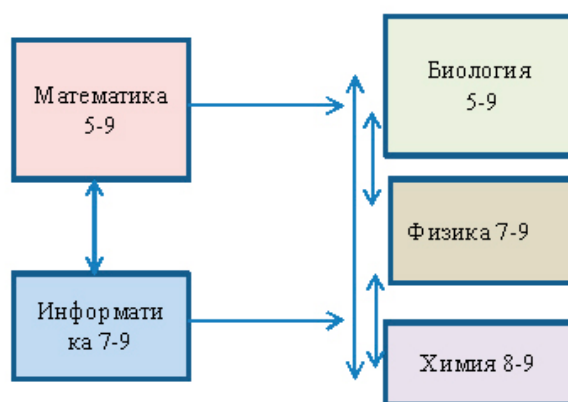 Математика
5-9
Биология
5-9
Физика 7-9
Информати
ка 7-9
Химия 8-9